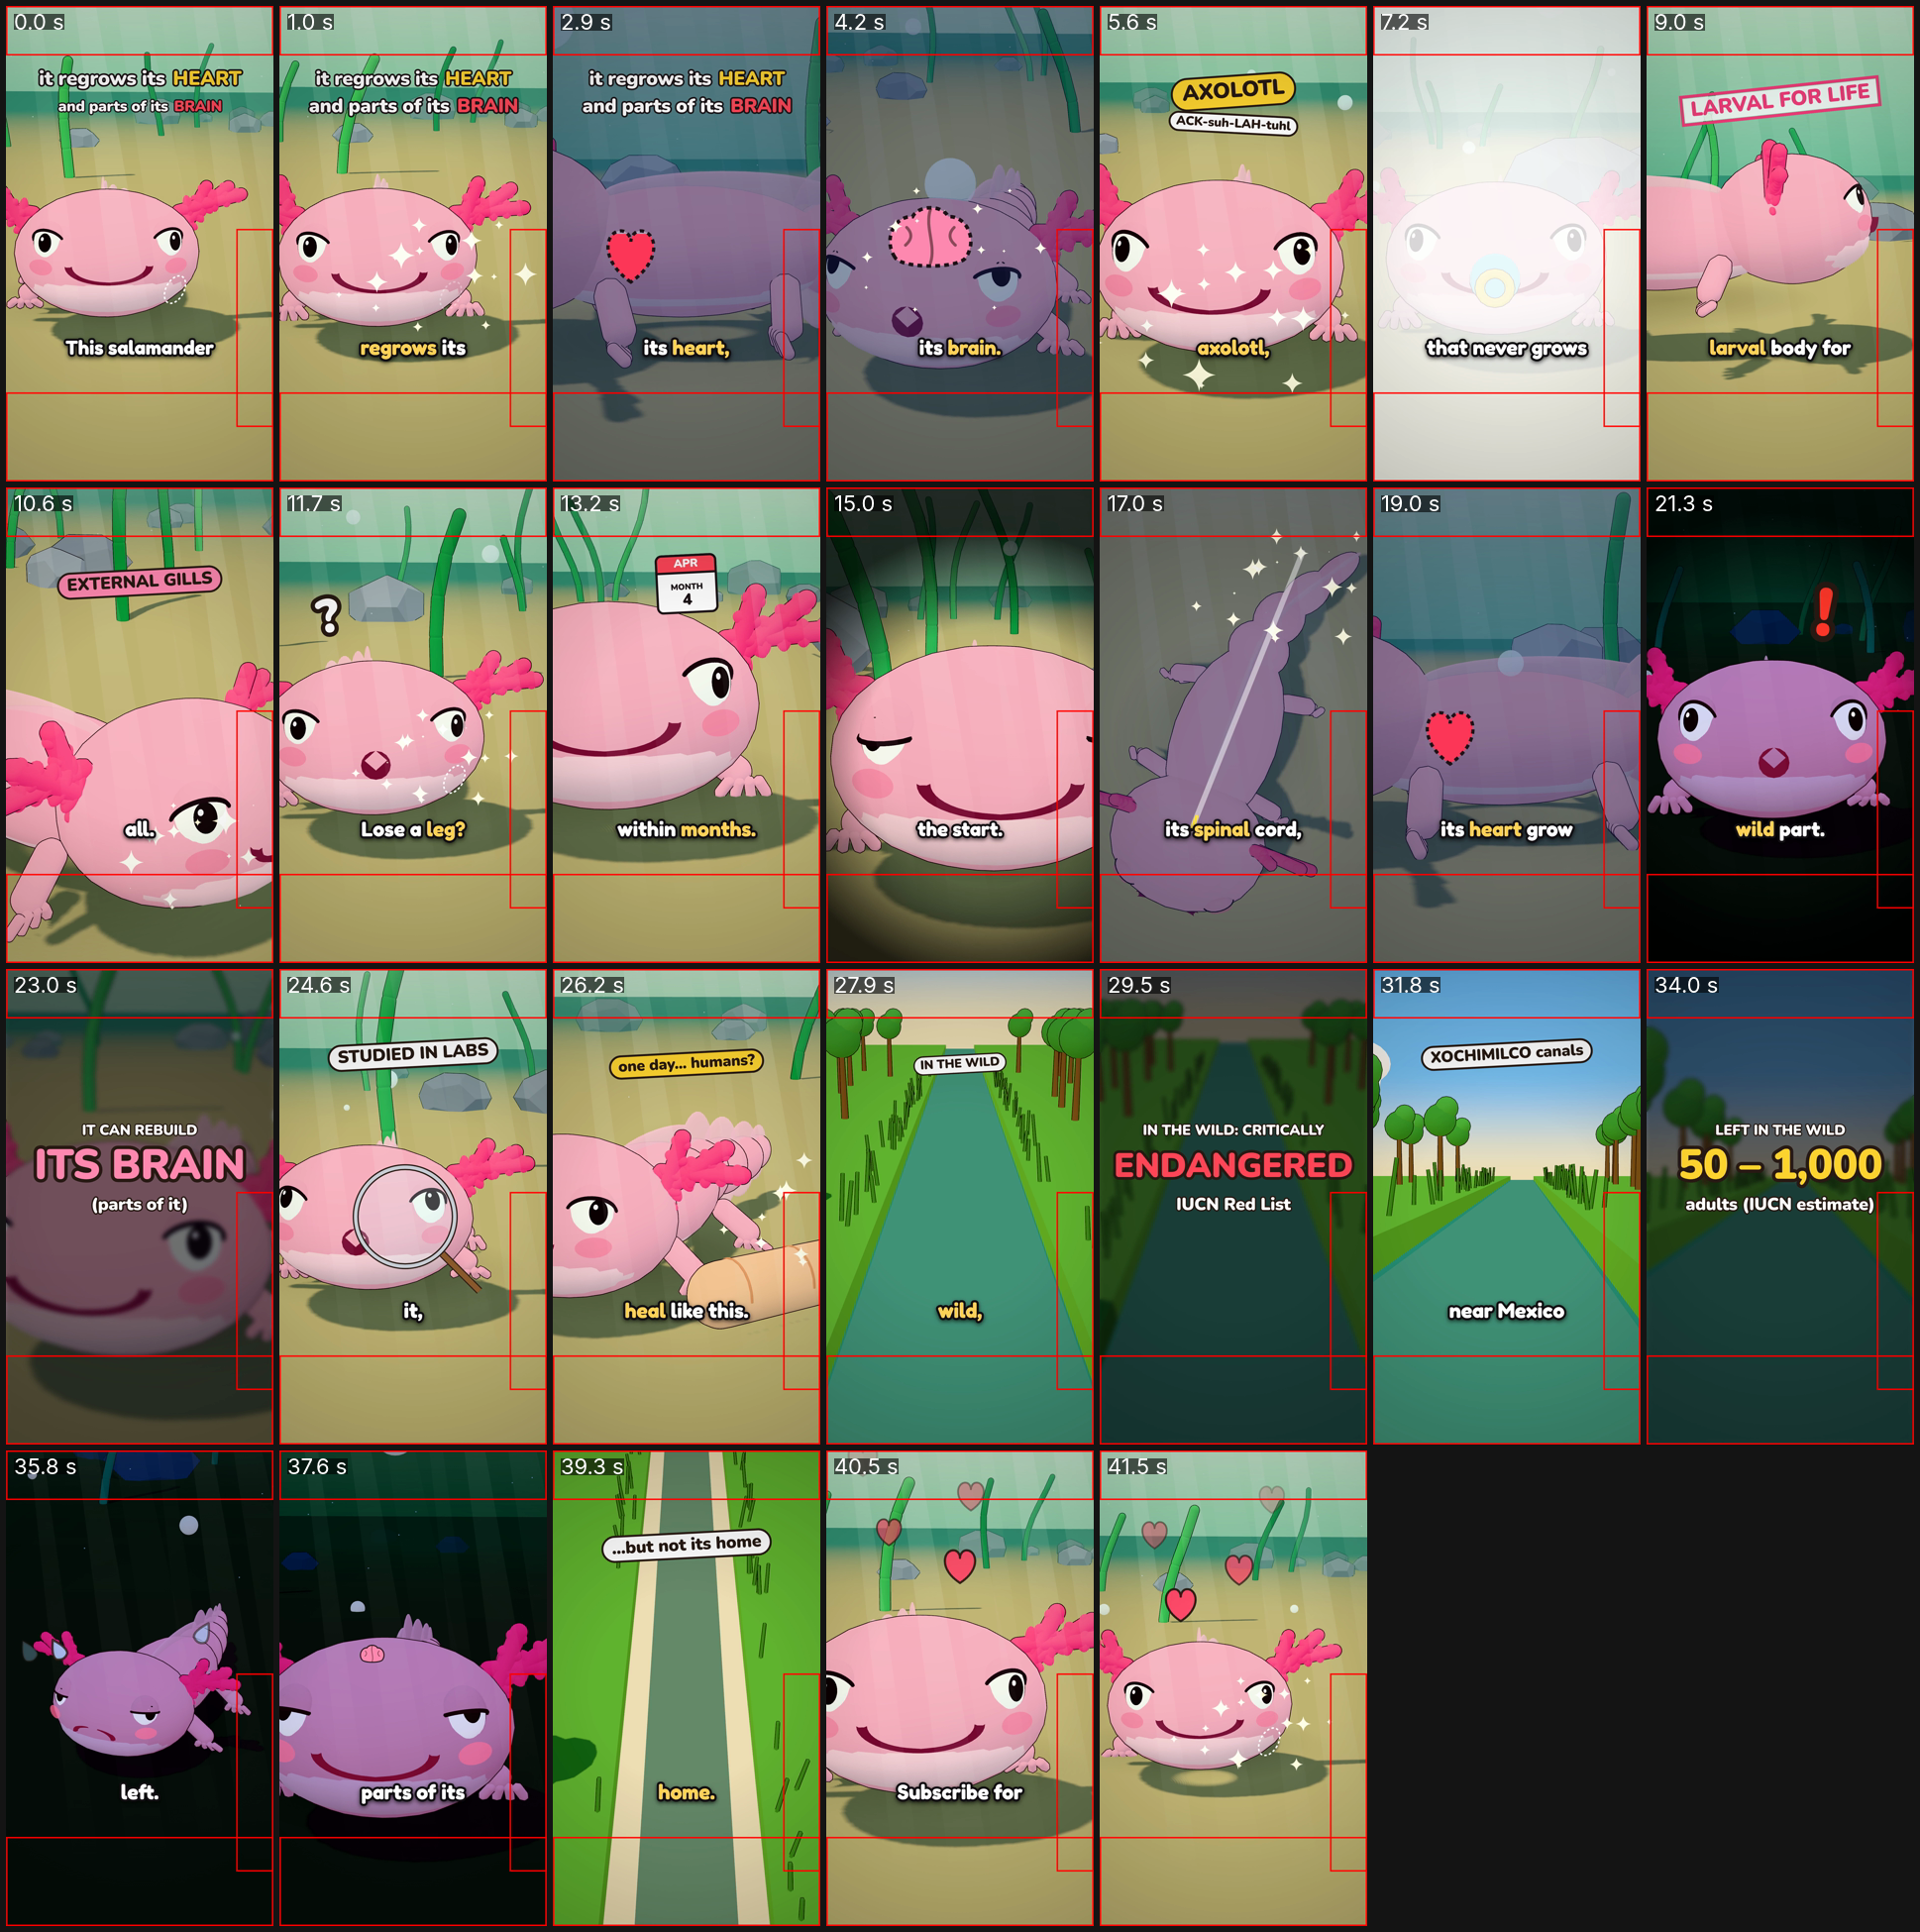 0.0 s
it regrows its HEART
and parts of its BRAIN
This salamander
1.0 s
it regrows its HEART
and parts of its BRAIN
regrows its
2.9 s
it regrows its HEART
and parts of its BRAIN
its heart,
4.2 s
its brain.
5.6 s
AXOLOTL
ACK-suh-LAH-tuhl
axolotl,
7.2 s
that never grows
9.0 s
LARVAL FOR LIFE
larval body for
10.6 s
EXTERNAL GILLS
all.
11.7 s
?
Lose a leg?
13.2 s
APR
MONTH
4
within months.
15.0 s
the start.
17.0 s
its spinal cord,
19.0 s
its heart grow
21.3 s
!
wild part.
23.0 s
IT CAN REBUILD
ITS BRAIN
(parts of it)
24.6 s
STUDIED IN LABS
it,
26.2 s
one day... humans?
heal like this.
27.9 s
IN THE WILD
wild,
29.5 s
IN THE WILD: CRITICALLY
ENDANGERED
IUCN Red List
31.8 s
XOCHIMILCO canals
near Mexico
34.0 s
LEFT IN THE WILD
50 – 1,000
adults (IUCN estimate)
35.8 s
left.
37.6 s
parts of its
39.3 s
...but not its home
home.
40.5 s
Subscribe for
41.5 s